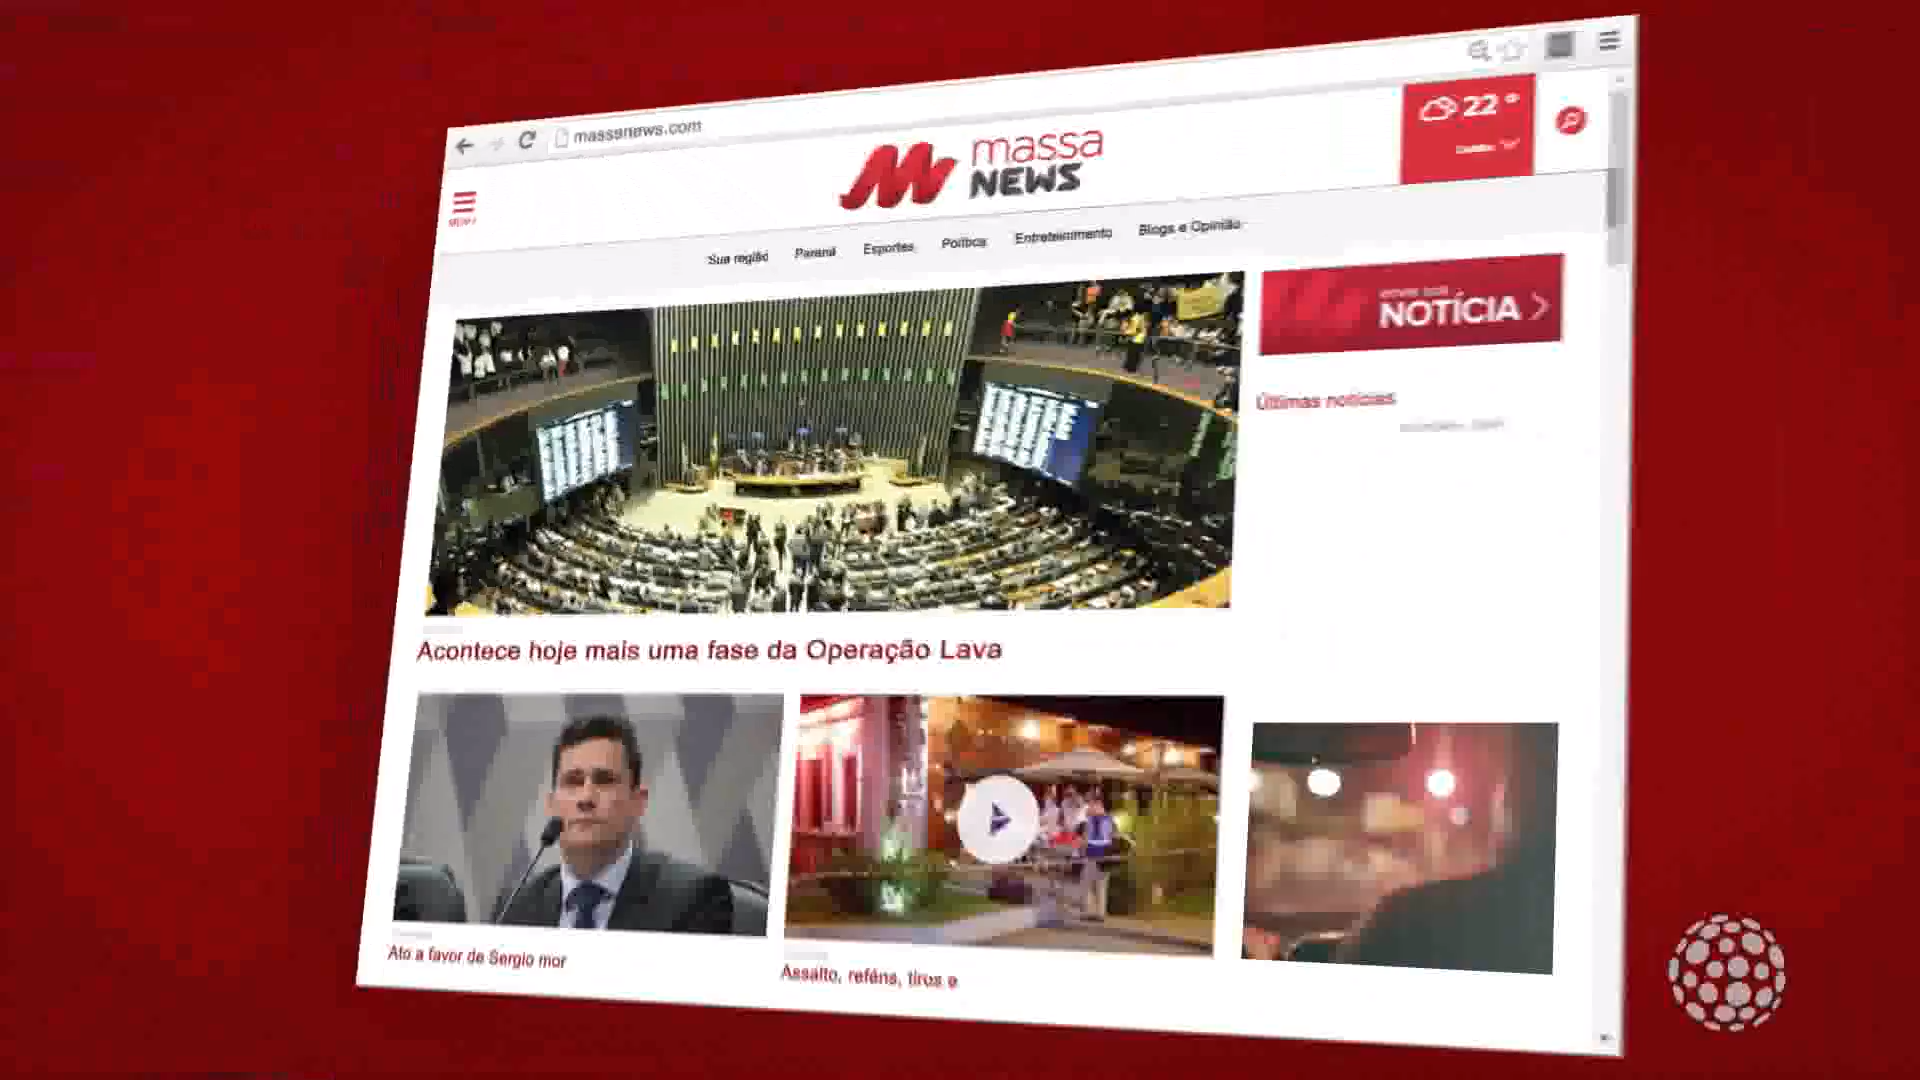 massanews.com
massa
NEWS
22°
MENU
Sua região Paraná Esportes Política Entretenimento Blogs e Opinião
NOTÍCIA
Últimas notícias
Acontece hoje mais uma fase da Operação Lava
Ato a favor de Sergio mor
Assalto, reféns, tiros e